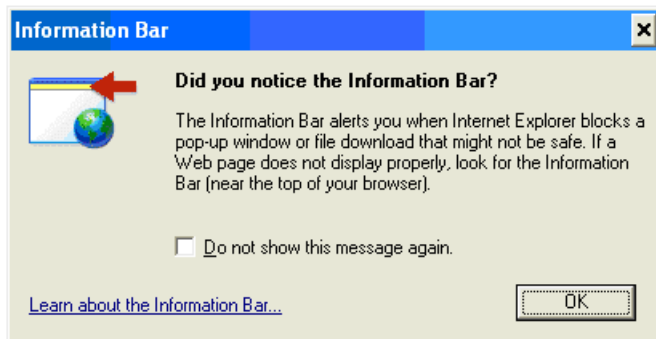 Information Bar
Did you notice the Information Bar?
The Information Bar alerts you when Internet Explorer blocks a
pop-up window or file download that might not be safe. If a
Web page does not display properly, look for the Information
Bar (near the top of your browser).
Do not show this message again.
Learn about the Information Bar...
OK